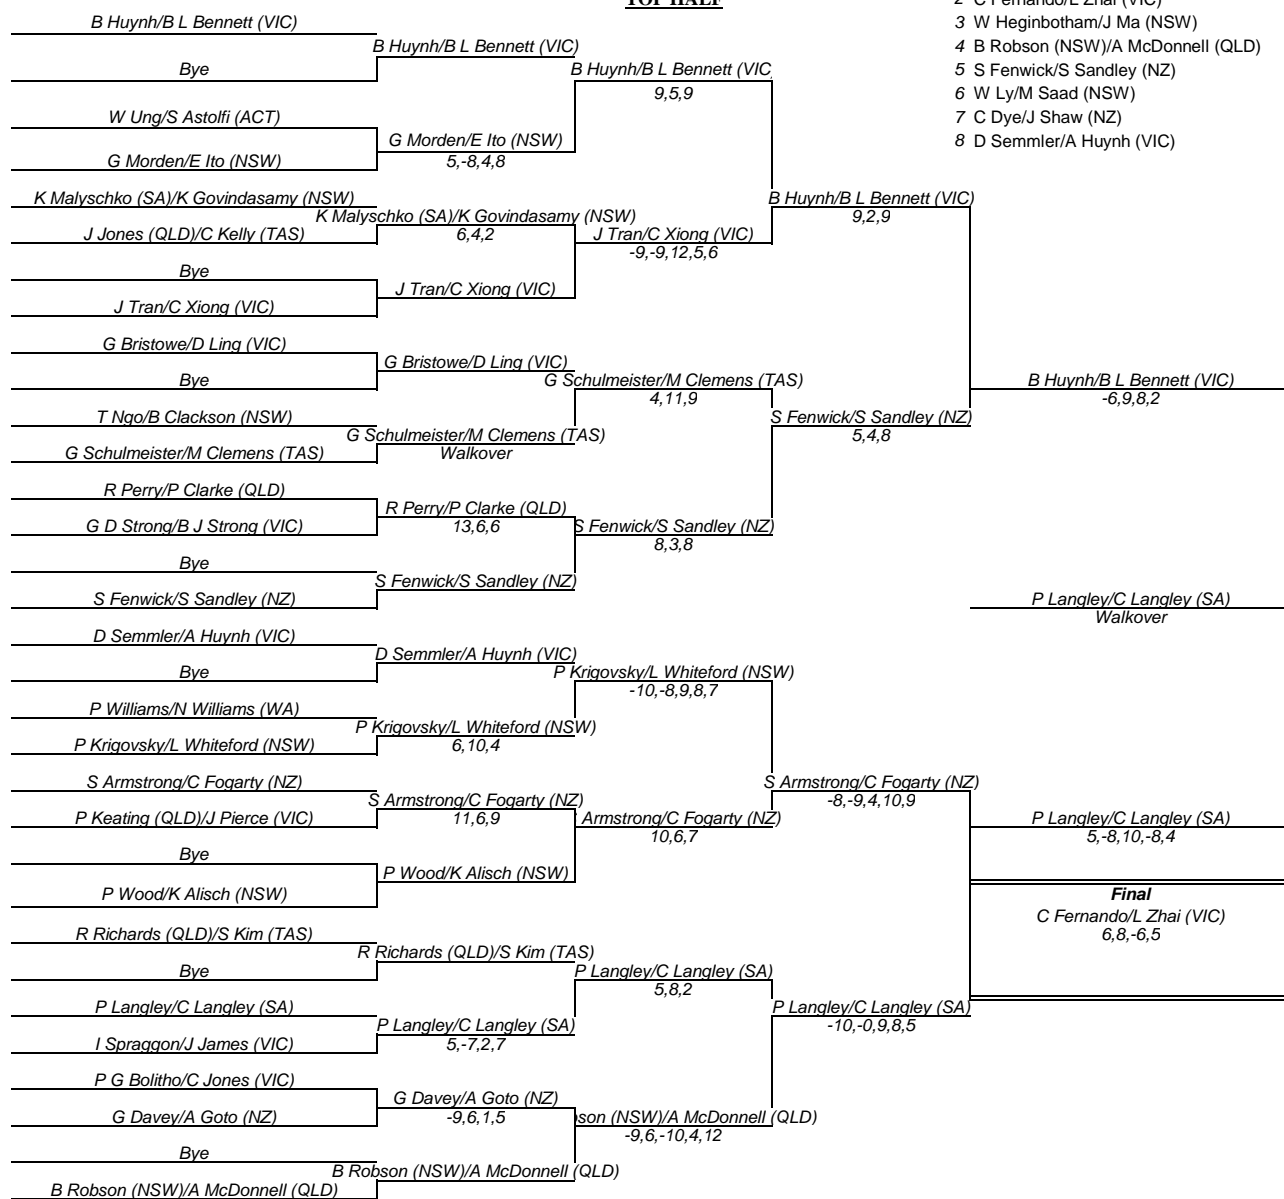 TOP HALF
2 C Fernando/L Zhai (VIC)
3 W Heginbotham/J Ma (NSW)
4 B Robson (NSW)/A McDonnell (QLD)
5 S Fenwick/S Sandley (NZ)
6 W Ly/M Saad (NSW)
7 C Dye/J Shaw (NZ)
8 D Semmler/A Huynh (VIC)
B Huynh/B L Bennett (VIC)
Bye
W Ung/S Astolfi (ACT)
G Morden/E Ito (NSW)
K Malyschko (SA)/K Govindasamy (NSW)
J Jones (QLD)/C Kelly (TAS)
Bye
J Tran/C Xiong (VIC)
G Bristowe/D Ling (VIC)
Bye
T Ngo/B Clackson (NSW)
G Schulmeister/M Clemens (TAS)
R Perry/P Clarke (QLD)
G D Strong/B J Strong (VIC)
Bye
S Fenwick/S Sandley (NZ)
D Semmler/A Huynh (VIC)
Bye
P Williams/N Williams (WA)
P Krigovsky/L Whiteford (NSW)
S Armstrong/C Fogarty (NZ)
P Keating (QLD)/J Pierce (VIC)
Bye
P Wood/K Alisch (NSW)
R Richards (QLD)/S Kim (TAS)
Bye
P Langley/C Langley (SA)
I Spraggon/J James (VIC)
P G Bolitho/C Jones (VIC)
G Davey/A Goto (NZ)
Bye
B Robson (NSW)/A McDonnell (QLD)
B Huynh/B L Bennett (VIC)
G Morden/E Ito (NSW)
5,-8,4,8
K Malyschko (SA)/K Govindasamy (NSW)
6,4,2
J Tran/C Xiong (VIC)
G Bristowe/D Ling (VIC)
G Schulmeister/M Clemens (TAS)
Walkover
R Perry/P Clarke (QLD)
13,6,6
S Fenwick/S Sandley (NZ)
D Semmler/A Huynh (VIC)
P Krigovsky/L Whiteford (NSW)
6,10,4
S Armstrong/C Fogarty (NZ)
11,6,9
P Wood/K Alisch (NSW)
R Richards (QLD)/S Kim (TAS)
P Langley/C Langley (SA)
5,-7,2,7
G Davey/A Goto (NZ)
-9,6,1,5
B Robson (NSW)/A McDonnell (QLD)
B Huynh/B L Bennett (VIC
9,5,9
J Tran/C Xiong (VIC)
-9,-9,12,5,6
G Schulmeister/M Clemens (TAS)
4,11,9
S Fenwick/S Sandley (NZ)
8,3,8
P Krigovsky/L Whiteford (NSW)
-10,-8,9,8,7
Armstrong/C Fogarty (NZ)
10,6,7
P Langley/C Langley (SA)
5,8,2
son (NSW)/A McDonnell (QLD)
-9,6,-10,4,12
B Huynh/B L Bennett (VIC)
9,2,9
S Fenwick/S Sandley (NZ)
5,4,8
S Armstrong/C Fogarty (NZ)
-8,-9,4,10,9
P Langley/C Langley (SA)
-10,-0,9,8,5
B Huynh/B L Bennett (VIC)
-6,9,8,2
P Langley/C Langley (SA)
Walkover
P Langley/C Langley (SA)
5,-8,10,-8,4
Final
C Fernando/L Zhai (VIC)
6,8,-6,5